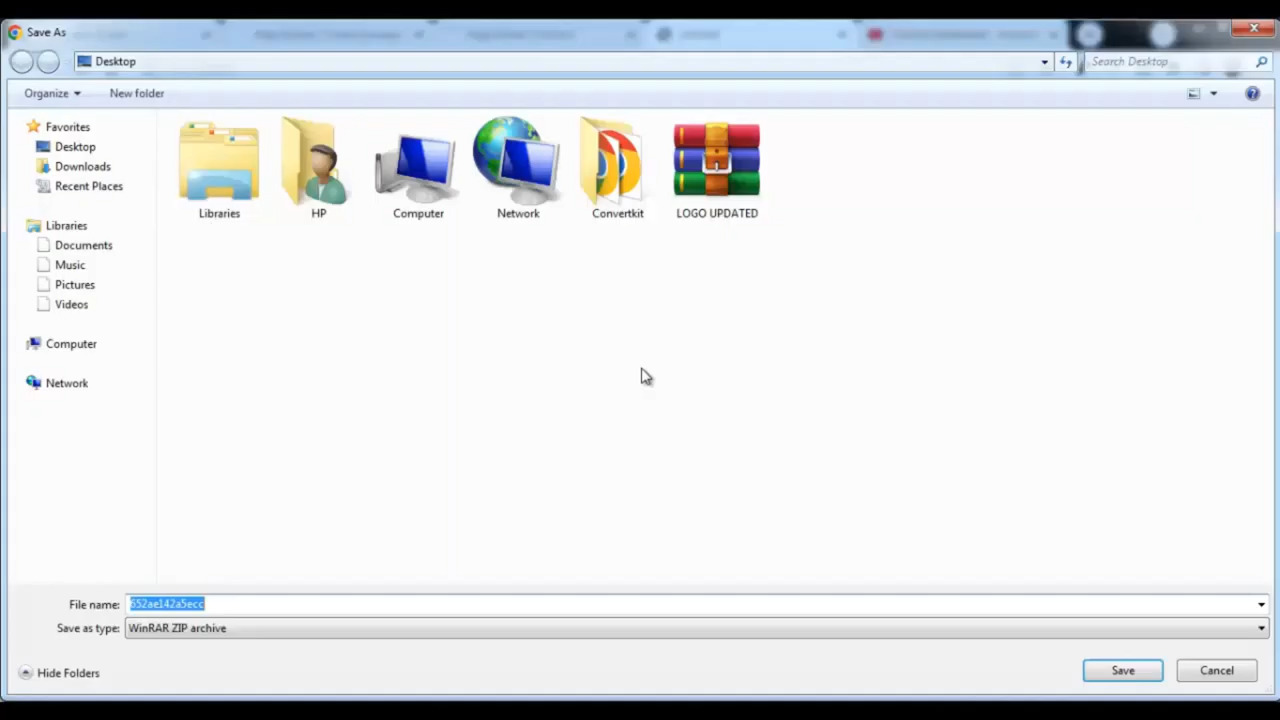 Save As
Desktop
Search Desktop
Organize
New folder
Favorites
Desktop
Downloads
Recent Places
Libraries
Documents
Music
Pictures
Videos
Computer
Network
Libraries
HP
Computer
Network
Convertkit
LOGO UPDATED
File name: 652ae142a5ecc
Save as type: WinRAR ZIP archive
Hide Folders
Save
Cancel